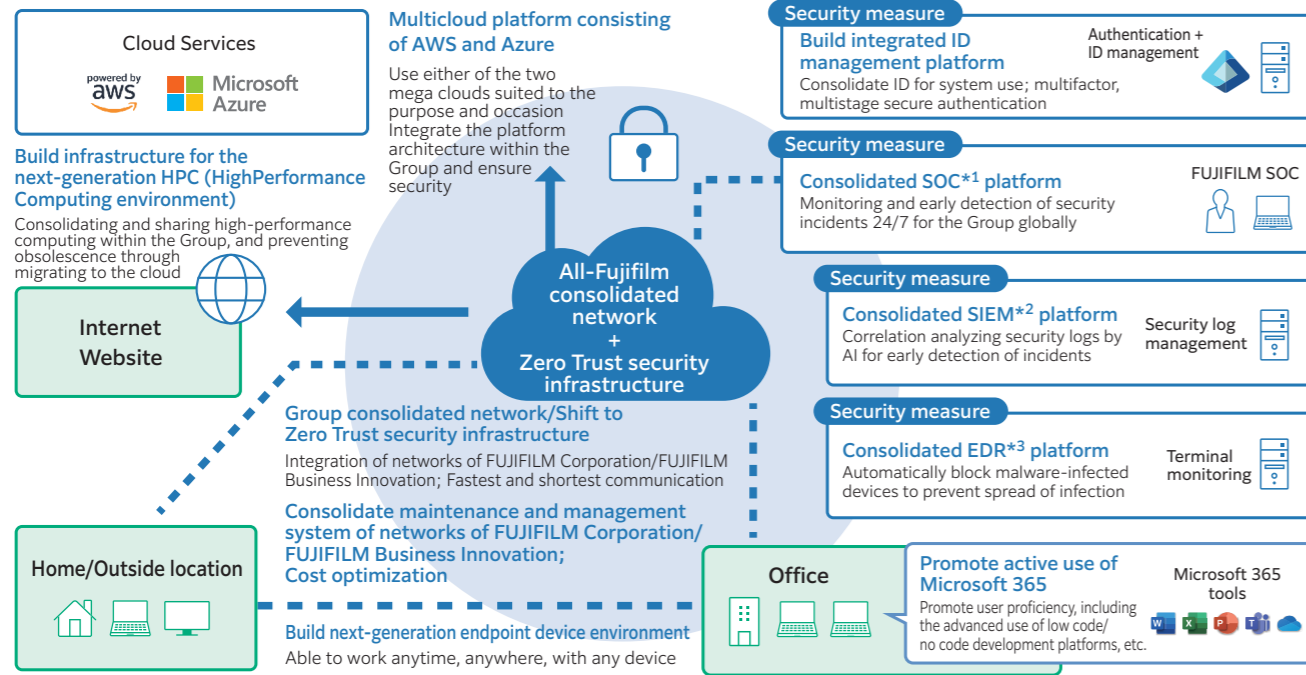 Cloud Services
powered by
aws
Microsoft
Azure
Build infrastructure for the
next-generation HPC (HighPerformance
Computing environment)
Consolidating and sharing high-performance
computing within the Group, and preventing
obsolescence through
migrating to the cloud
Internet
Website
Multicloud platform consisting
of AWS and Azure
Use either of the two
mega clouds suited to the
purpose and occasion
Integrate the platform
architecture within the
Group and ensure
security
All-Fujifilm
consolidated
network
+
Zero Trust security
infrastructure
Security measure
Build integrated ID
management platform
Consolidate ID for system use; multifactor,
multistage secure authentication
Authentication +
ID management
Security measure
Consolidated SOC*1 platform
Monitoring and early detection of security
incidents 24/7 for the Group globally
FUJIFILM SOC
Security measure
Consolidated SIEM*2 platform
Correlation analyzing security logs by
AI for early detection of incidents
Security log
management
Security measure
Consolidated EDR*3 platform
Automatically block malware-infected
devices to prevent spread of infection
Terminal
monitoring
Group consolidated network/Shift to
Zero Trust security infrastructure
Integration of networks of FUJIFILM Corporation/FUJIFILM
Business Innovation; Fastest and shortest communication
Consolidate maintenance and management
system of networks of FUJIFILM Corporation/
FUJIFILM Business Innovation;
Cost optimization
Home/Outside location
Build next-generation endpoint device environment
Able to work anytime, anywhere, with any device
Office
Promote active use of
Microsoft 365
Promote user proficiency, including
the advanced use of low code/
no code development platforms, etc.
Microsoft 365
tools
W
X
P
T